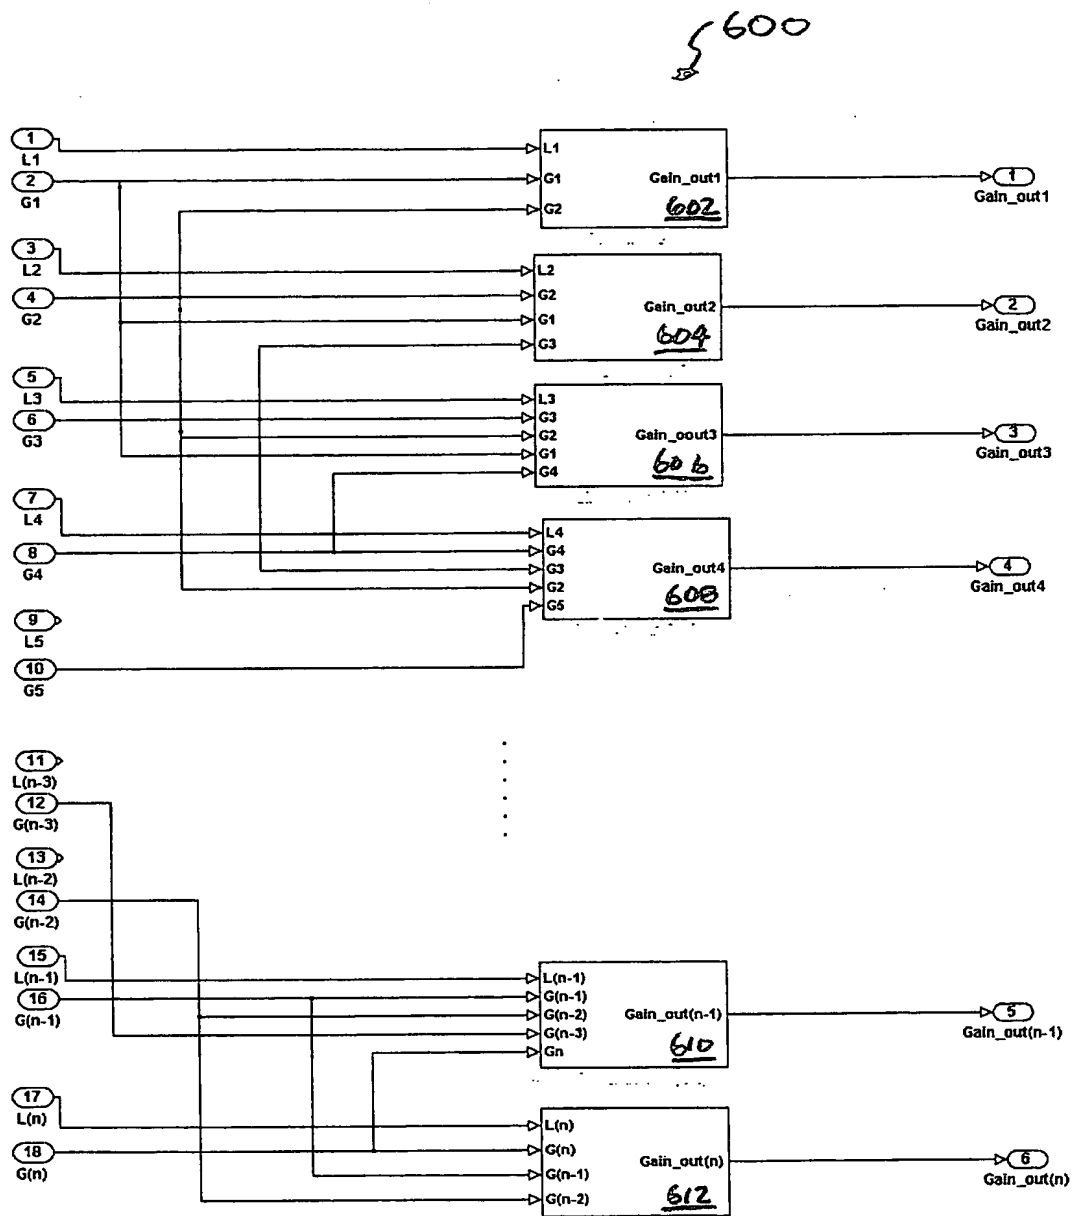 600
1
L1
2
G1
L1
G1
G2
Gain_out1
602
1
Gain_out1
3
L2
4
G2
L2
G2
G1
G3
Gain_out2
604
2
Gain_out2
5
L3
6
G3
L3
G3
G2
G1
G4
Gain_oout3
606
3
Gain_out3
7
L4
8
G4
L4
G4
G3
G2
G5
Gain_out4
608
4
Gain_out4
9
L5
10
G5
11
L(n-3)
12
G(n-3)
13
L(n-2)
14
G(n-2)
15
L(n-1)
16
G(n-1)
L(n-1)
G(n-1)
G(n-2)
G(n-3)
Gn
Gain_out(n-1)
610
5
Gain_out(n-1)
17
L(n)
18
G(n)
L(n)
G(n)
G(n-1)
G(n-2)
Gain_out(n)
612
6
Gain_out(n)